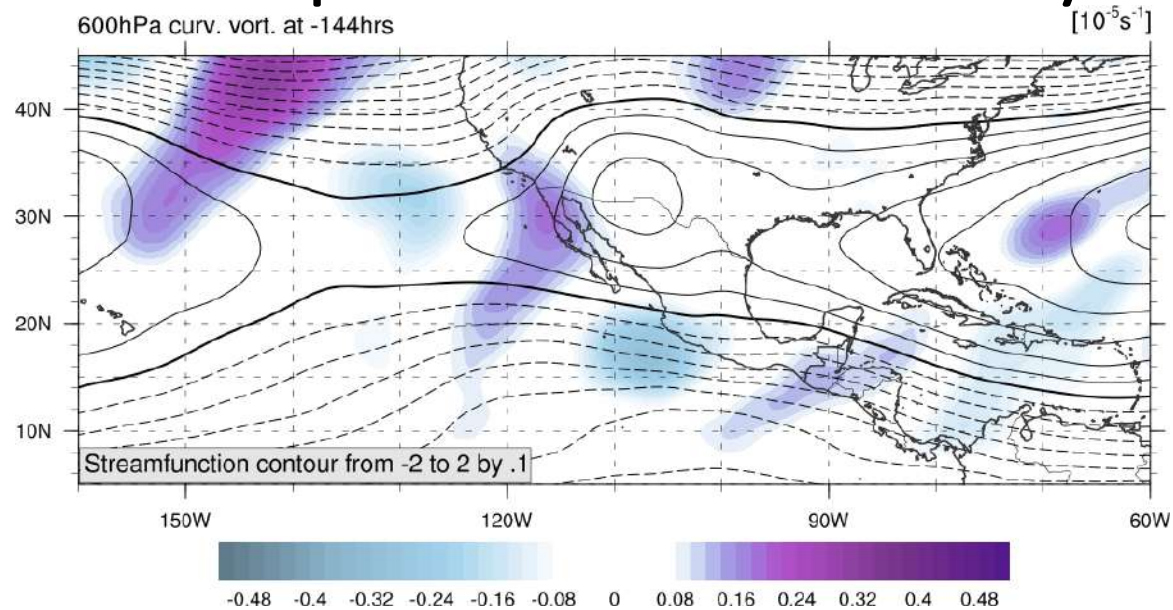 600hPa curv. vort. at -144hrs
[10⁻⁵s⁻¹]
40N
30N
20N
10N
Streamfunction contour from -2 to 2 by .1
150W 120W 90W 60W
-0.48 -0.4 -0.32 -0.24 -0.16 -0.08 0 0.08 0.16 0.24 0.32 0.4 0.48